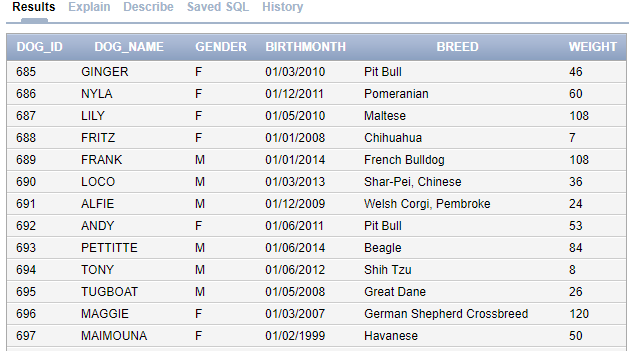 Results Explain Describe Saved SQL History
DOG_ID DOG_NAME GENDER BIRTHMONTH BREED WEIGHT
685 GINGER F 01/03/2010 Pit Bull 46
686 NYLA F 01/12/2011 Pomeranian 60
687 LILY F 01/05/2010 Maltese 108
688 FRITZ F 01/01/2008 Chihuahua 7
689 FRANK M 01/01/2014 French Bulldog 108
690 LOCO M 01/03/2013 Shar-Pei, Chinese 36
691 ALFIE M 01/12/2009 Welsh Corgi, Pembroke 24
692 ANDY F 01/06/2011 Pit Bull 53
693 PETTITTE M 01/06/2014 Beagle 84
694 TONY M 01/06/2012 Shih Tzu 8
695 TUGBOAT M 01/05/2008 Great Dane 26
696 MAGGIE F 01/03/2007 German Shepherd Crossbreed 120
697 MAIMOUNA F 01/02/1999 Havanese 50